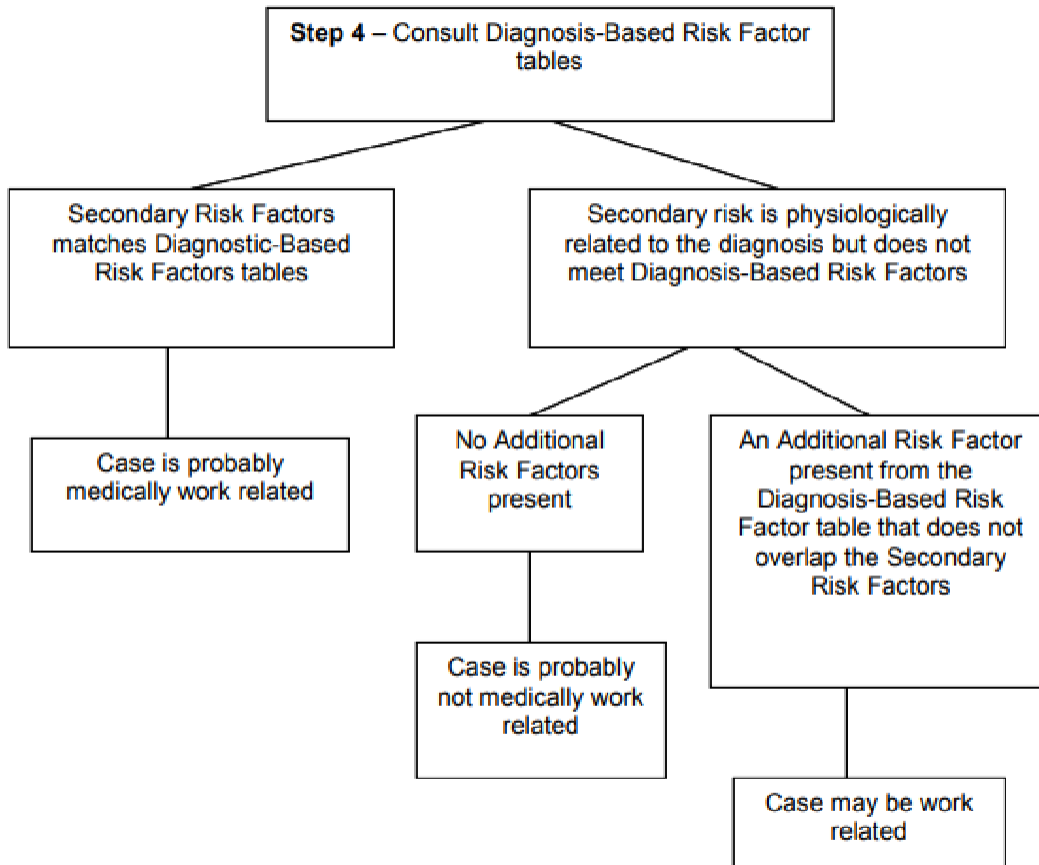 Step 4 – Consult Diagnosis-Based Risk Factor
tables
Secondary Risk Factors
matches Diagnostic-Based
Risk Factors tables
Secondary risk is physiologically
related to the diagnosis but does not
meet Diagnosis-Based Risk Factors
Case is probably
medically work related
No Additional
Risk Factors
present
An Additional Risk Factor
present from the
Diagnosis-Based Risk
Factor table that does not
overlap the Secondary
Risk Factors
Case is probably
not medically work
related
Case may be work
related